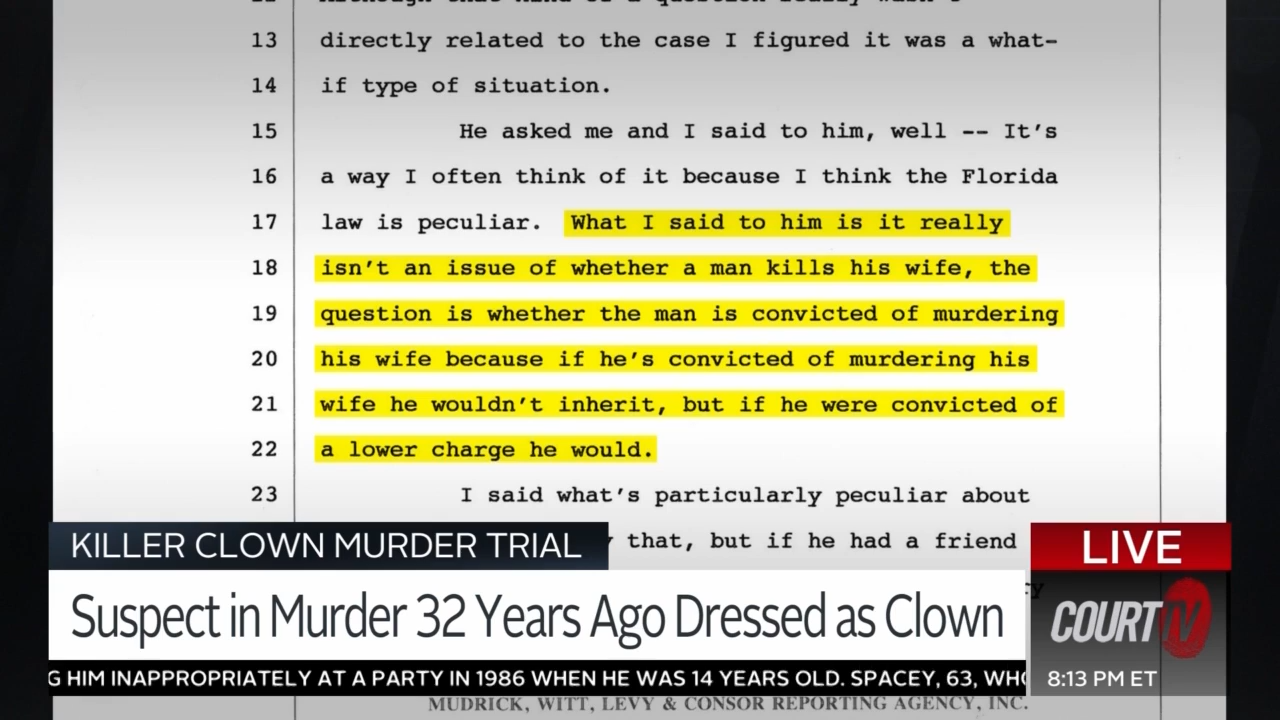 13 directly related to the case I figured it was a what-
14 if type of situation.
15 He asked me and I said to him, well -- It's
16 a way I often think of it because I think the Florida
17 law is peculiar. What I said to him is it really
18 isn't an issue of whether a man kills his wife, the
19 question is whether the man is convicted of murdering
20 his wife because if he's convicted of murdering his
21 wife he wouldn't inherit, but if he were convicted of
22 a lower charge he would.
23 I said what's particularly peculiar about
that, but if he had a friend
KILLER CLOWN MURDER TRIAL
LIVE
Suspect in Murder 32 Years Ago Dressed as Clown
COURT TV
HIM INAPPROPRIATELY AT A PARTY IN 1986 WHEN HE WAS 14 YEARS OLD. SPACEY, 63,
8:13 PM ET
MUDRICK, WITT, LEVY & CONSOR REPORTING AGENCY, INC.